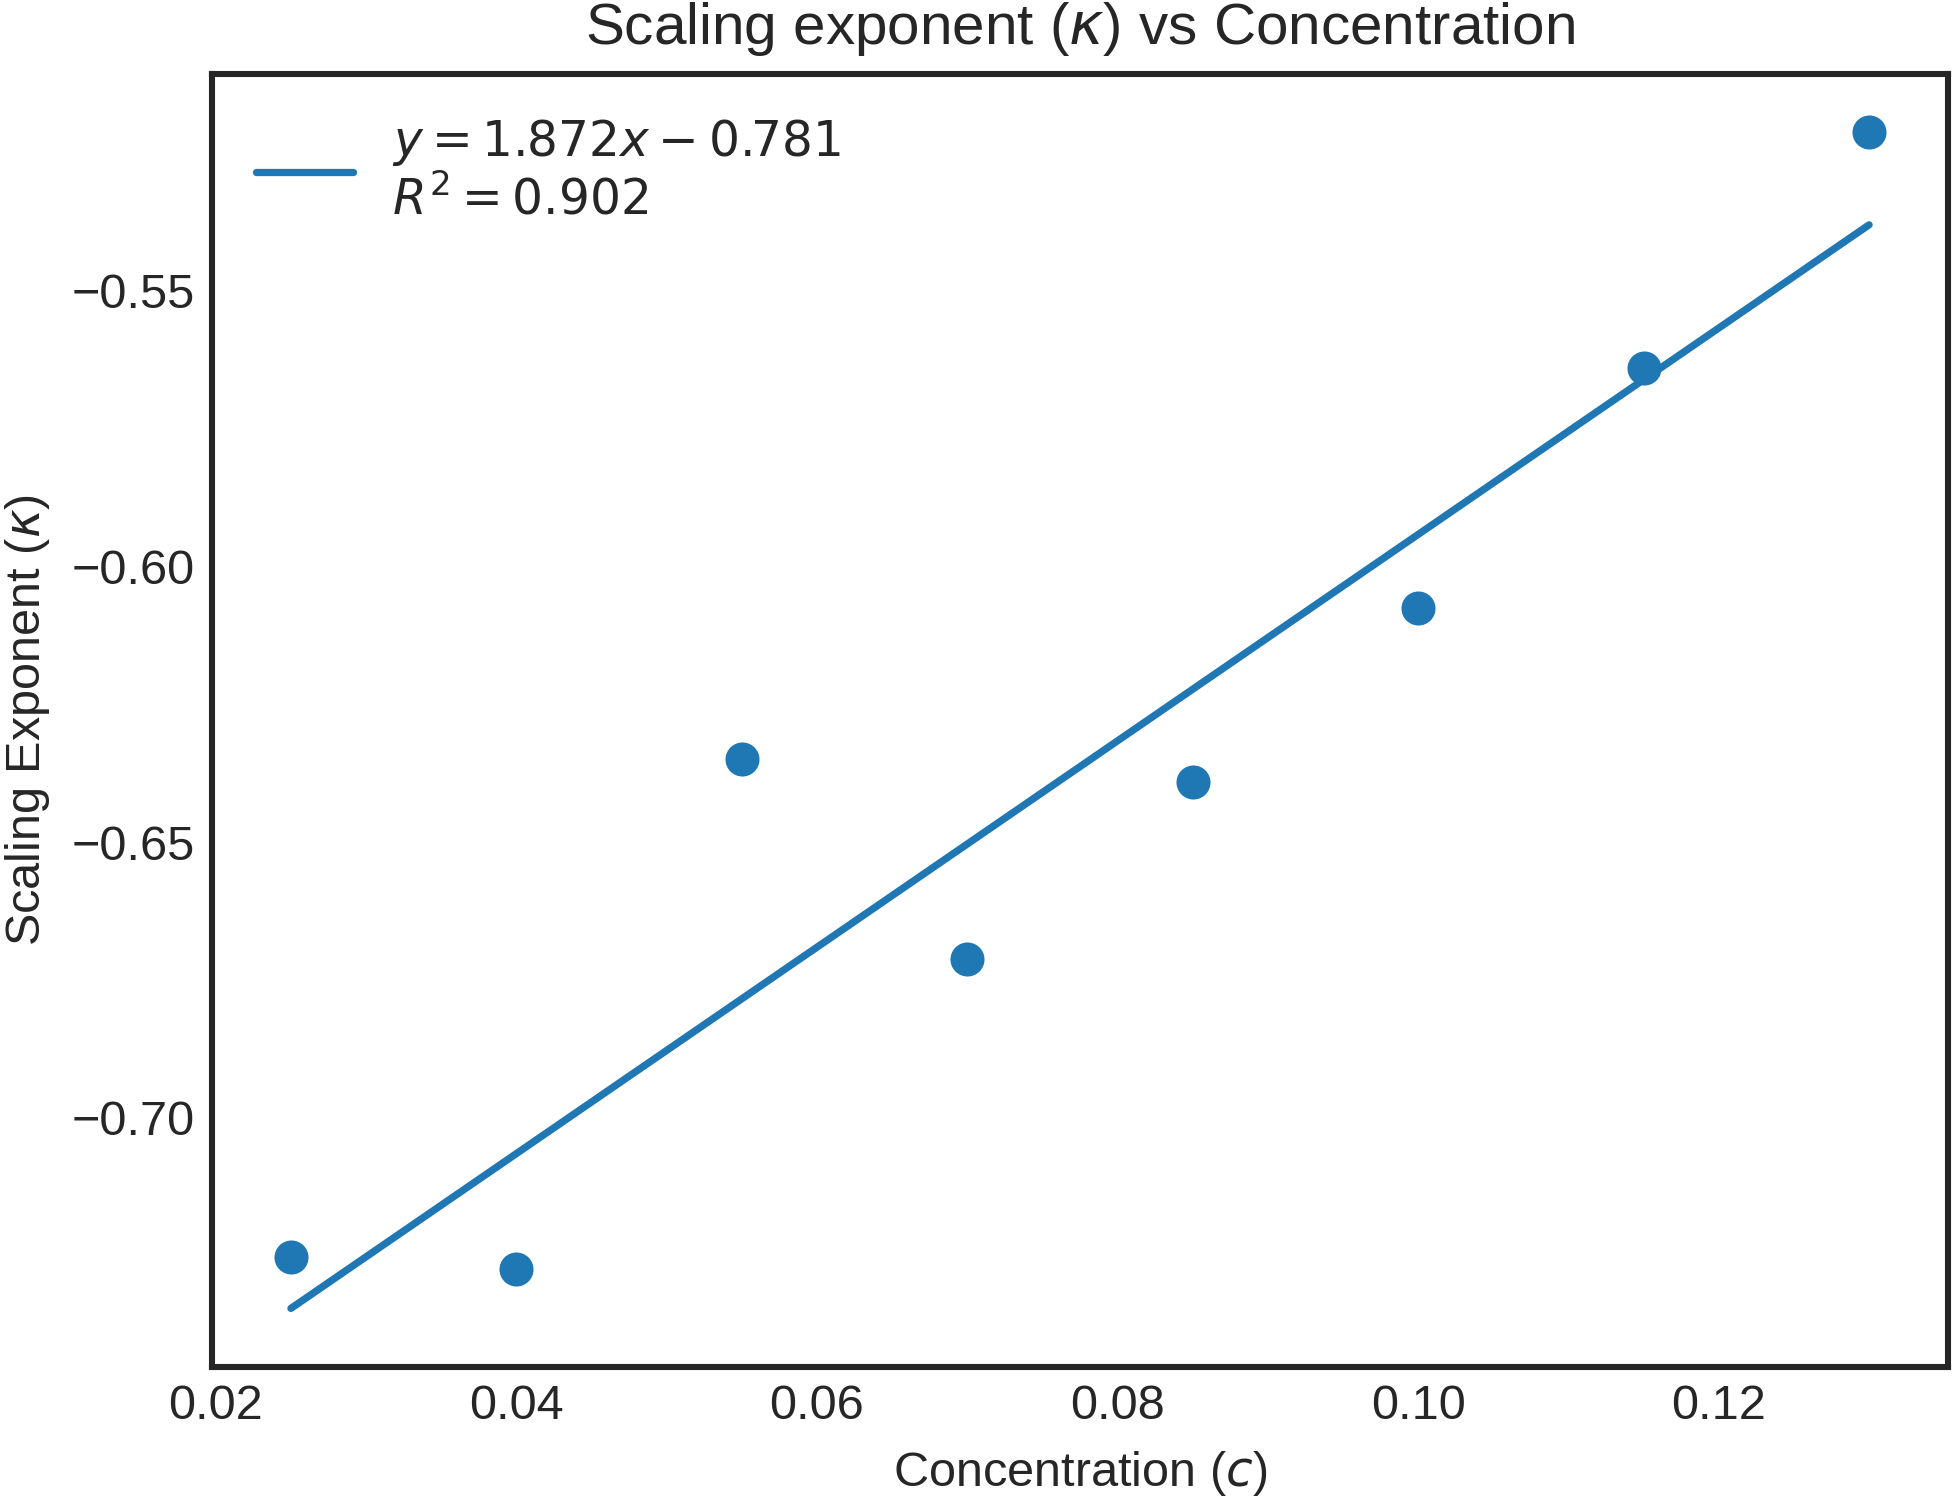 Scaling exponent (κ) vs Concentration
y = 1.872x − 0.781
R² = 0.902
−0.55
−0.60
−0.65
−0.70
Scaling Exponent (κ)
0.02 0.04 0.06 0.08 0.10 0.12
Concentration (c)